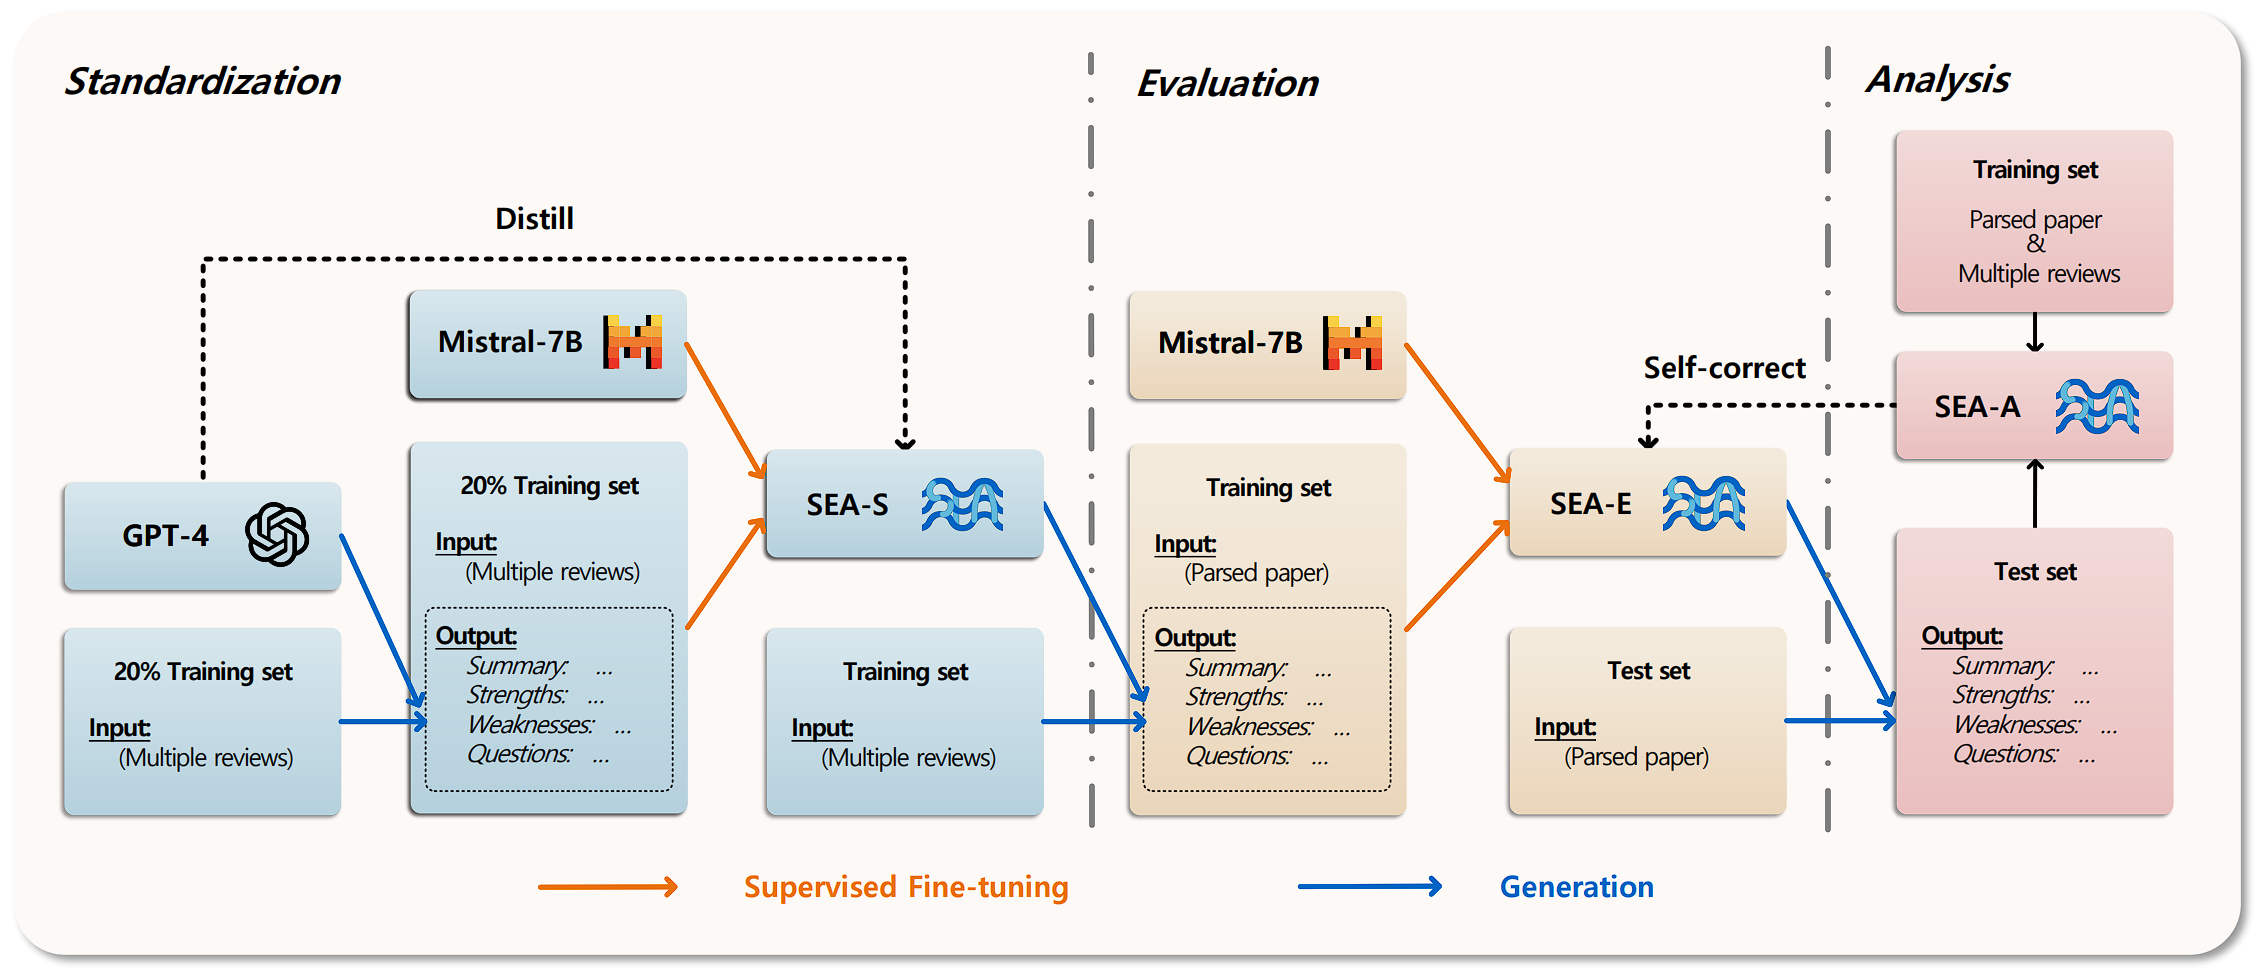 Standardization
Distill
Mistral-7B
GPT-4
20% Training set
Input:
(Multiple reviews)
20% Training set
Input:
(Multiple reviews)
Output:
Summary: ...
Strengths: ...
Weaknesses: ...
Questions: ...
SEA-S
Training set
Input:
(Multiple reviews)
Evaluation
Mistral-7B
Training set
Input:
(Parsed paper)
Output:
Summary: ...
Strengths: ...
Weaknesses: ...
Questions: ...
Self-correct
SEA-E
Test set
Input:
(Parsed paper)
Analysis
Training set
Parsed paper
&
Multiple reviews
SEA-A
Test set
Output:
Summary: ...
Strengths: ...
Weaknesses: ...
Questions: ...
Supervised Fine-tuning
Generation